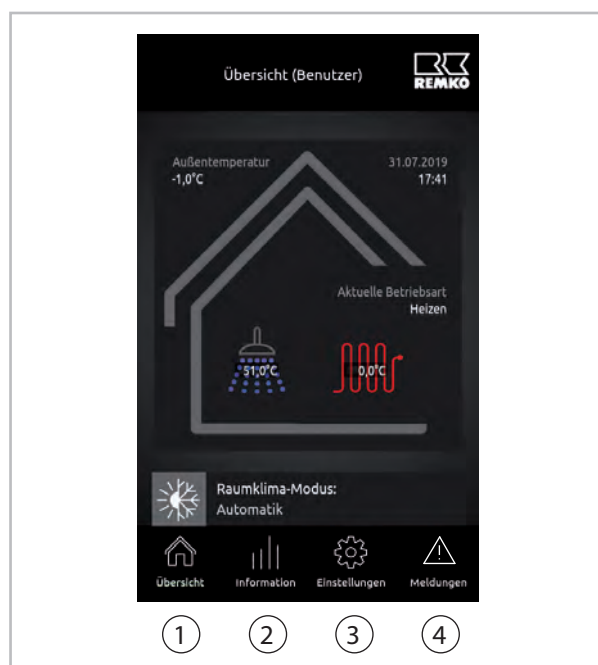 Übersicht (Benutzer)
REMKO
Außentemperatur
-1,0°C
31.07.2019
17:41
Aktuelle Betriebsart
Heizen
51,0°C
0,0°C
Raumklima-Modus:
Automatik
Übersicht Information Einstellungen Meldungen
1 2 3 4